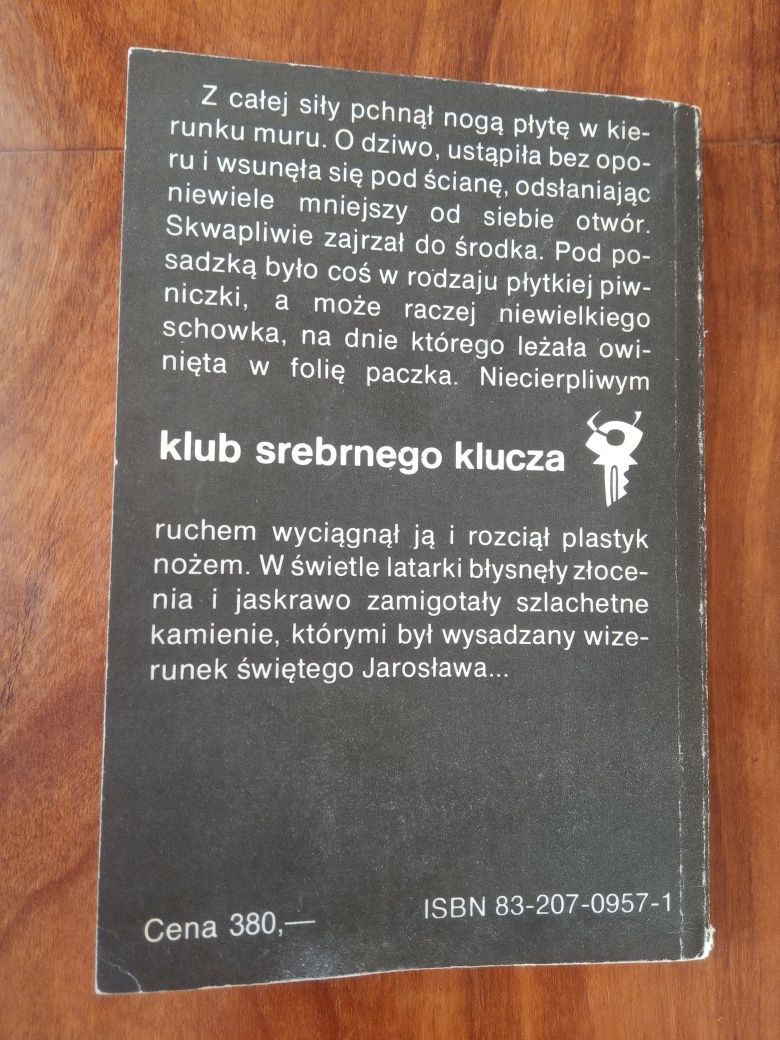 Z całej siły pchnął nogą płytę w kie-
runku muru. O dziwo, ustąpiła bez opo-
ru i wsunęła się pod ścianę, odsłaniając
niewiele mniejszy od siebie otwór.
Skwapliwie zajrzał do środka. Pod po-
sadzką było coś w rodzaju płytkiej piw-
niczki, a może raczej niewielkiego
schowka, na dnie którego leżała owi-
nięta w folię paczka. Niecierpliwym
klub srebrnego klucza
ruchem wyciągnął ją i rozciął plastyk
nożem. W świetle latarki błysnęły złoce-
nia i jaskrawo zamigotały szlachetne
kamienie, którymi był wysadzany wize-
runek świętego Jarosława...
Cena 380,—
ISBN 83-207-0957-1